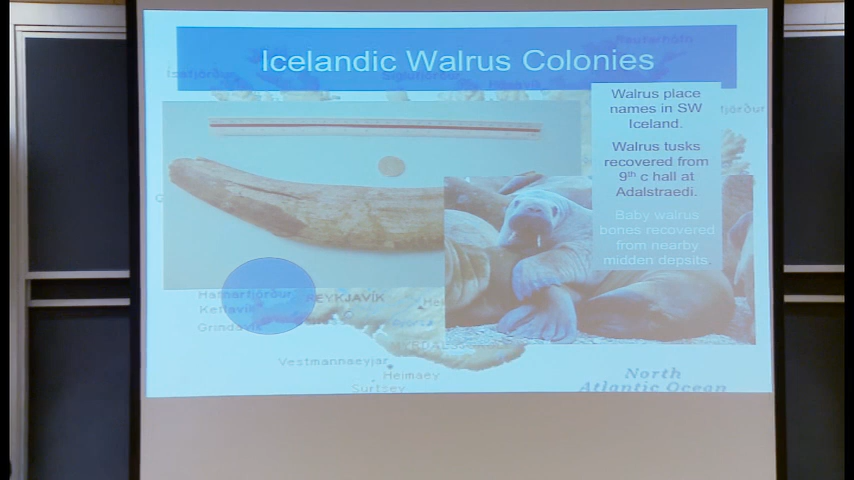 Icelandic Walrus Colonies
Siglufjörður
Walrus place
names in SW
Iceland.
Walrus tusks
recovered from
9th c hall at
Adalstraedi.
Baby walrus
bones recovered
from nearby
midden depsits.
Hafnarfjörður
REYKJAVÍK
Keflavík
Grindavík
Vestmannaeyjar
Heimaey
Surtsey
North
Atlantic Ocean